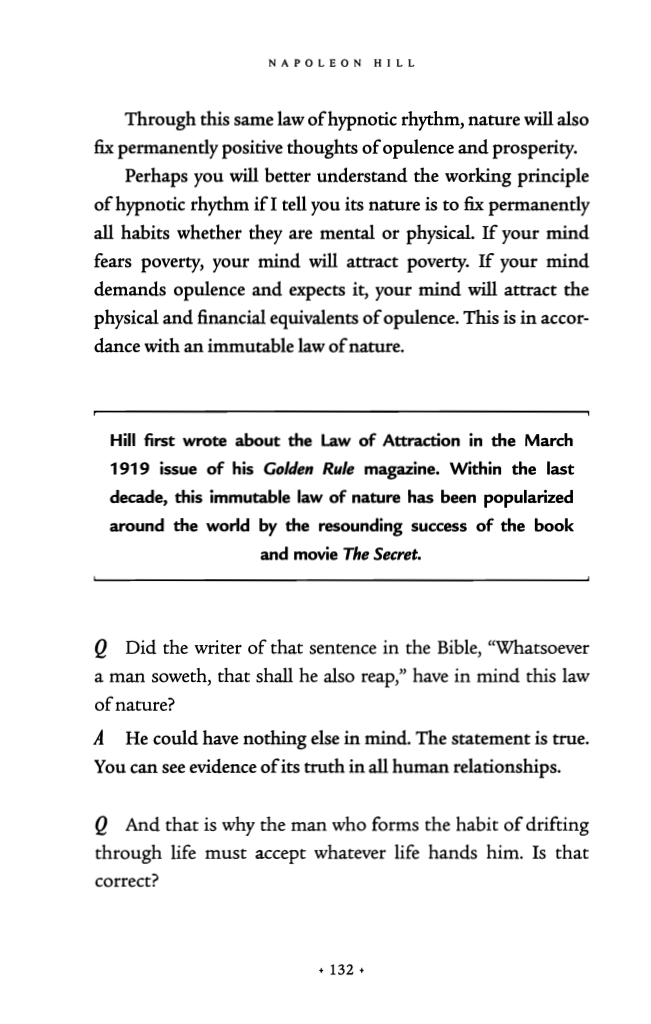 NAPOLEON HILL
Through this same law of hypnotic rhythm, nature will also
fix permanently positive thoughts of opulence and prosperity.
Perhaps you will better understand the working principle
of hypnotic rhythm if I tell you its nature is to fix permanently
all habits whether they are mental or physical. If your mind
fears poverty, your mind will attract poverty. If your mind
demands opulence and expects it, your mind will attract the
physical and financial equivalents of opulence. This is in accor-
dance with an immutable law of nature.
Hill first wrote about the Law of Attraction in the March
1919 issue of his Golden Rule magazine. Within the last
decade, this immutable law of nature has been popularized
around the world by the resounding success of the book
and movie The Secret.
Q Did the writer of that sentence in the Bible, “Whatsoever
a man soweth, that shall he also reap,” have in mind this law
of nature?
A He could have nothing else in mind. The statement is true.
You can see evidence of its truth in all human relationships.
Q And that is why the man who forms the habit of drifting
through life must accept whatever life hands him. Is that
correct?
• 132 •